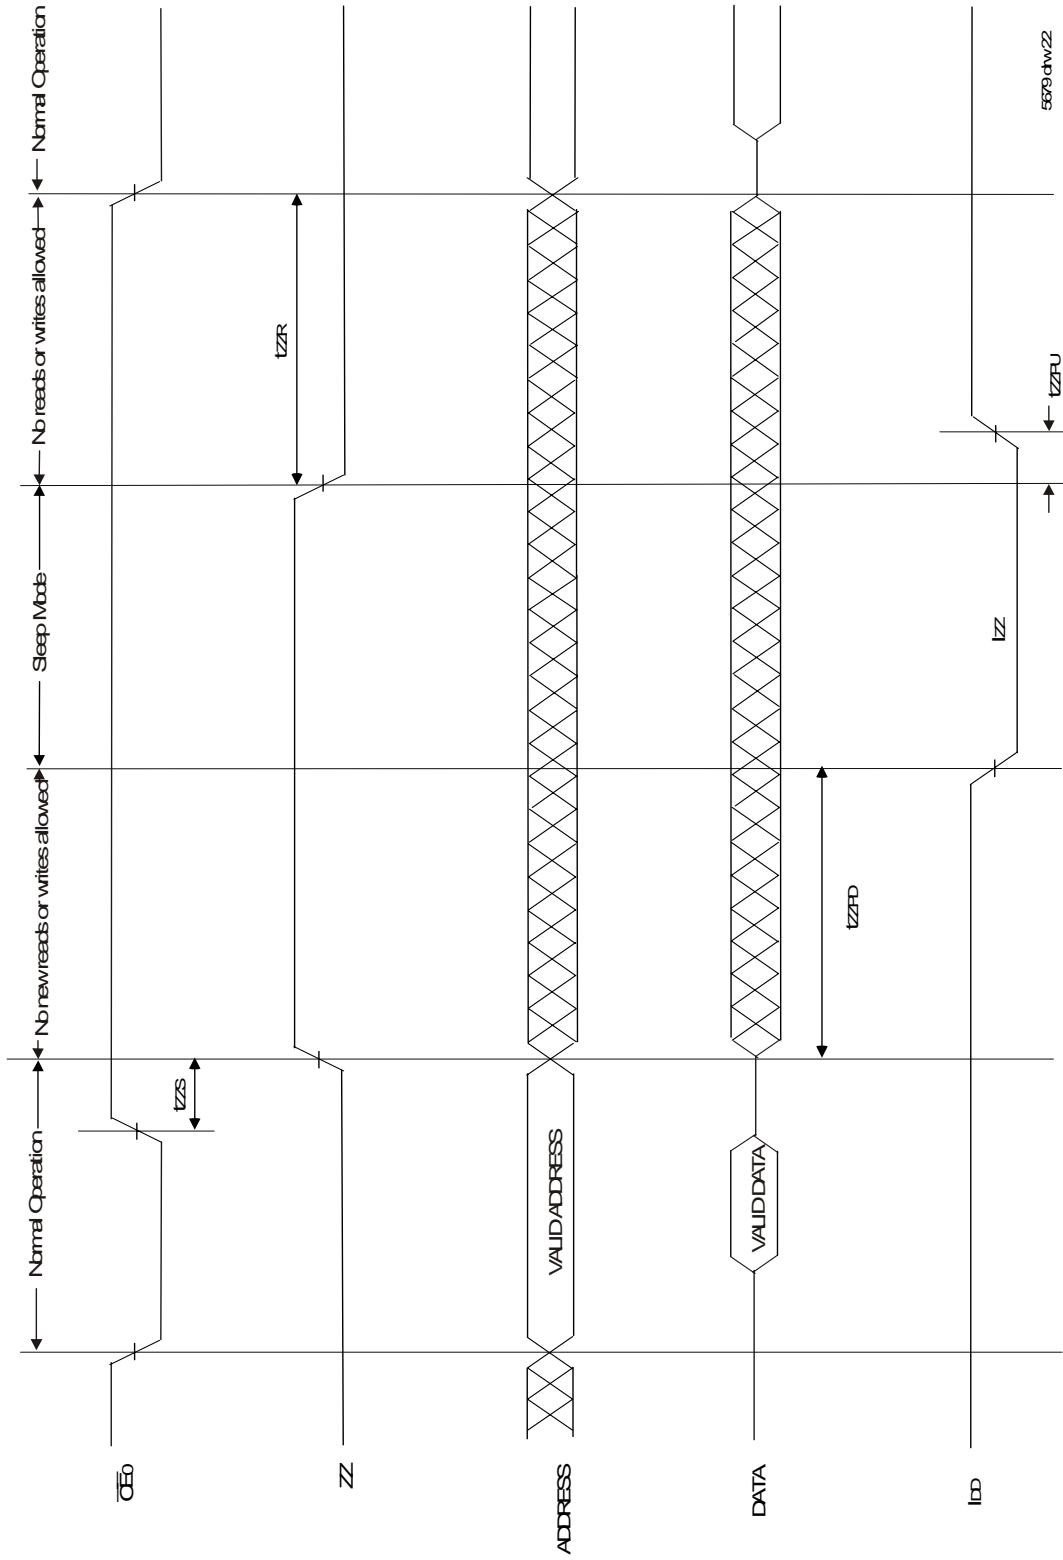 Normal Operation
No new reads or writes allowed
Sleep Mode
No reads or writes allowed
Normal Operation
OE0
tZZS
ZZ
tZZR
ADDRESS
VALID ADDRESS
DATA
VALID DATA
tZZPD
IDD
IZZ
tZZPU
5679 drw 22